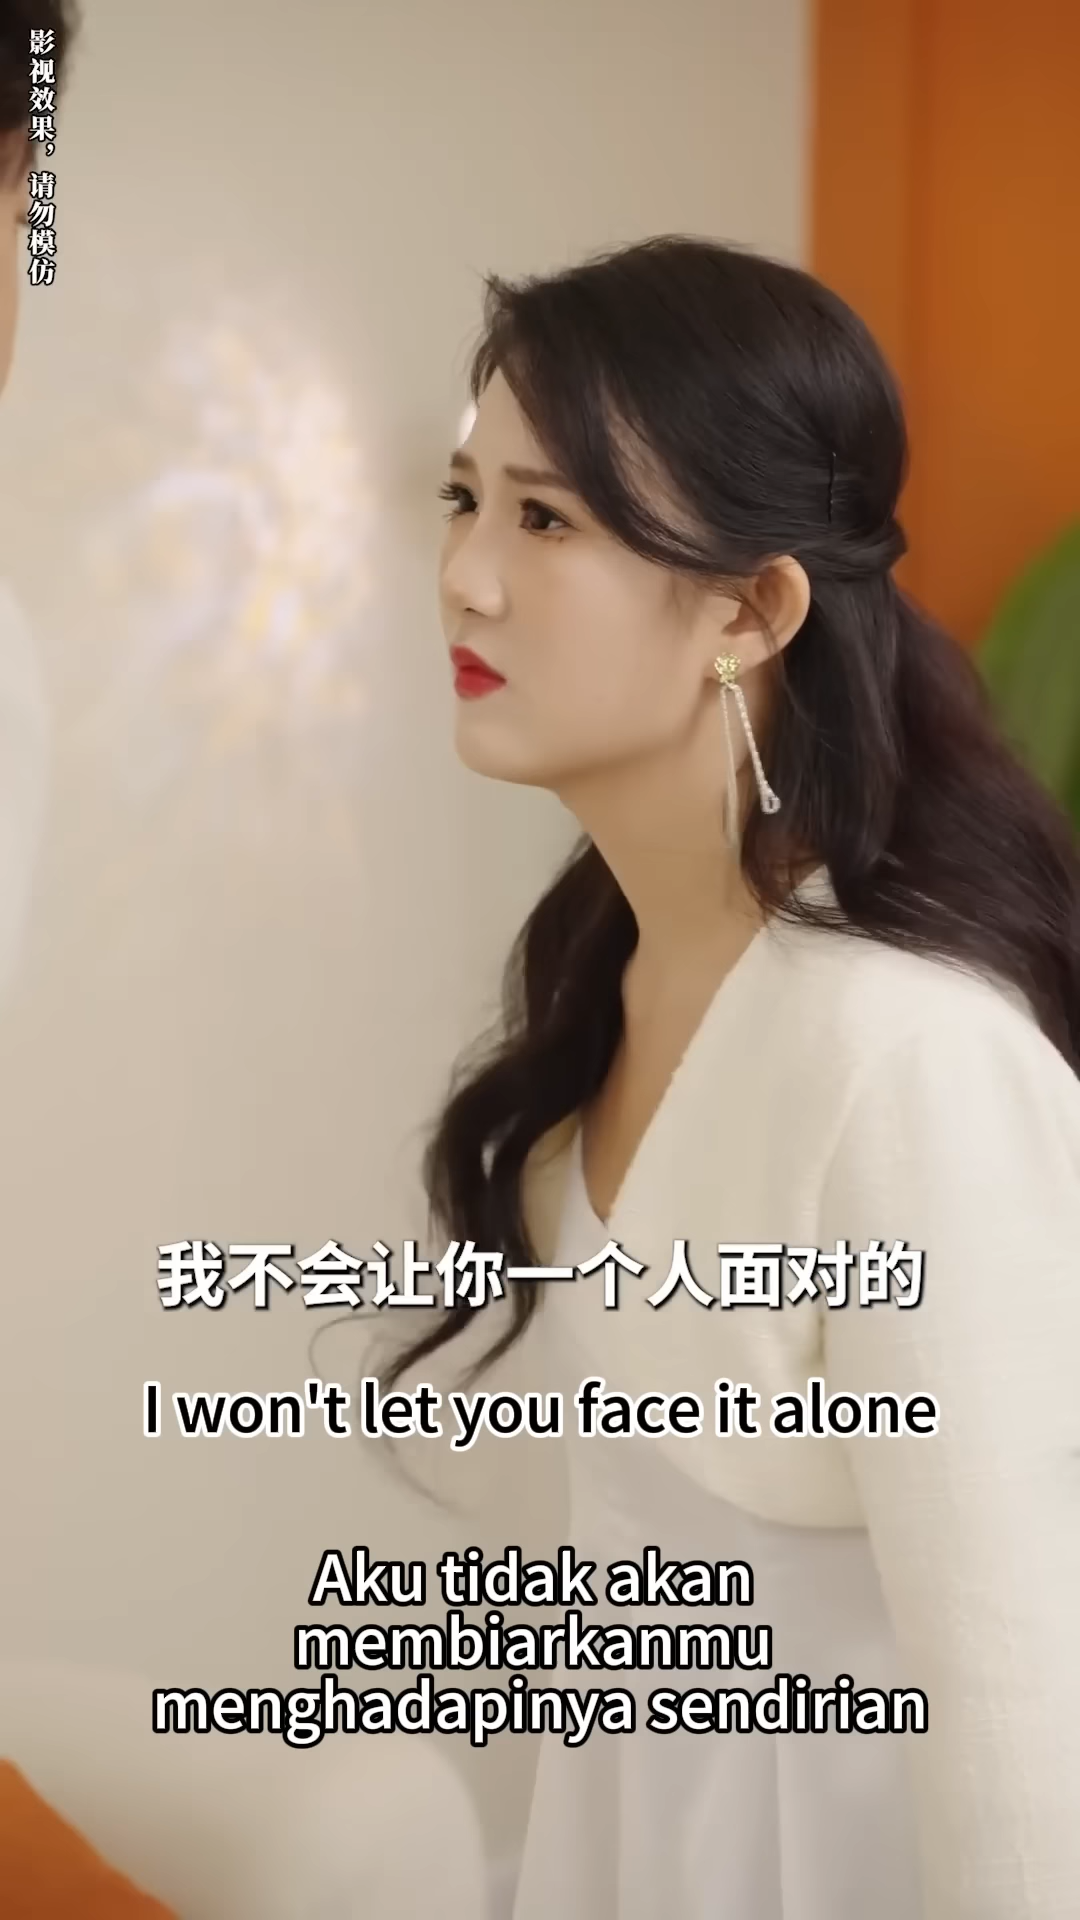 影视效果，请勿模仿
我不会让你一个人面对的
I won't let you face it alone
Aku tidak akan
membiarkanmu
menghadapinya sendirian